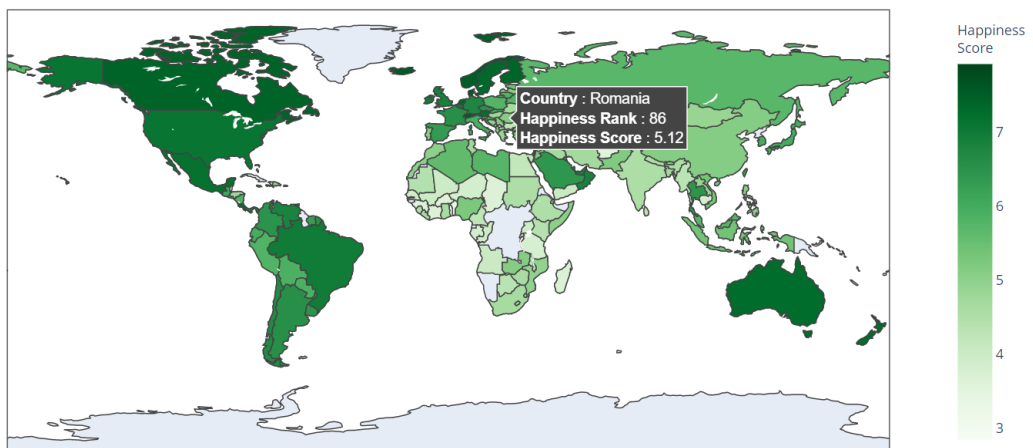 Happiness
Score
Country : Romania
Happiness Rank : 86
Happiness Score : 5.12
7
6
5
4
3